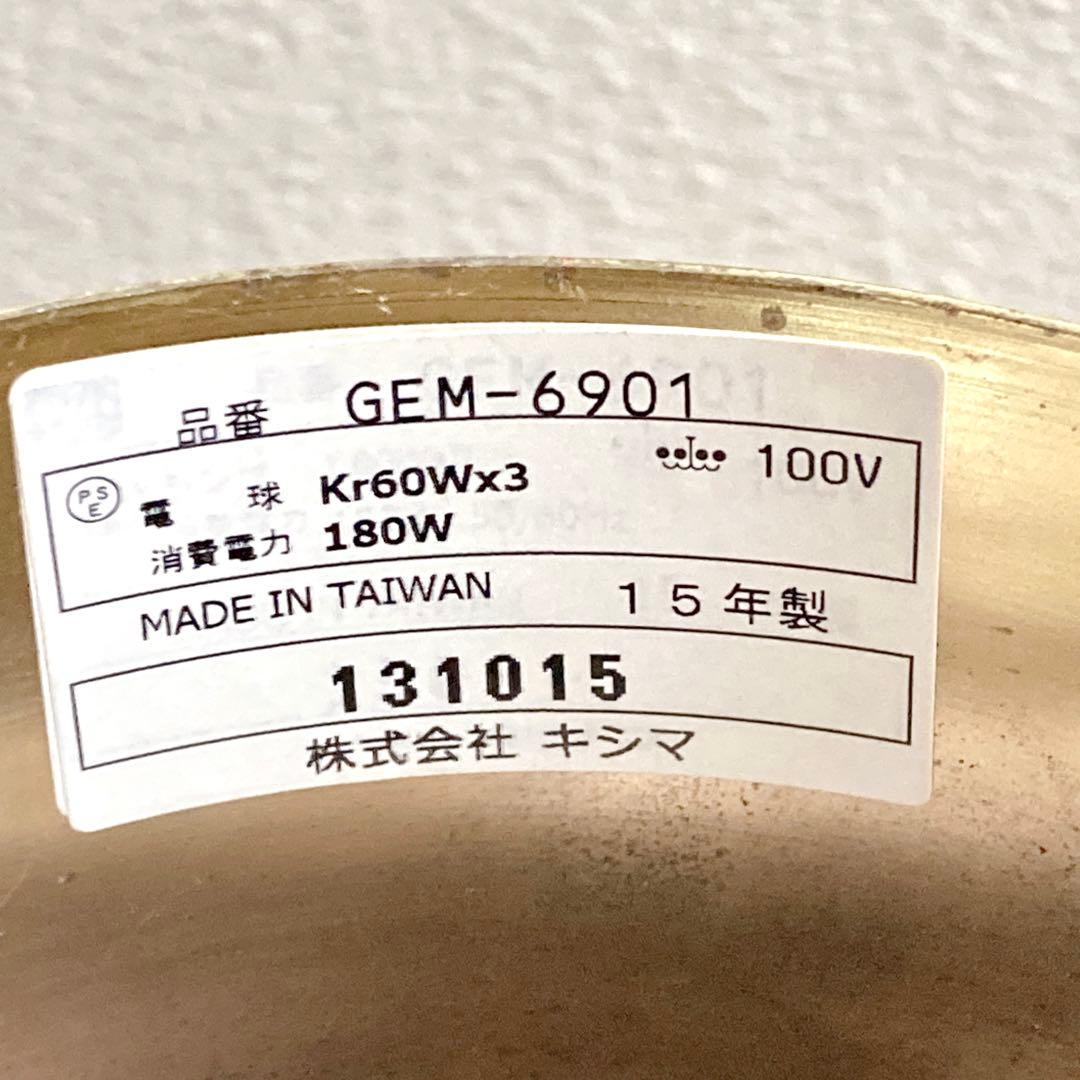 品番 GEM-6901
PSE 電 球 Kr60Wx3 100V
消費電力 180W
MADE IN TAIWAN 15年製
131015
株式会社 キシマ